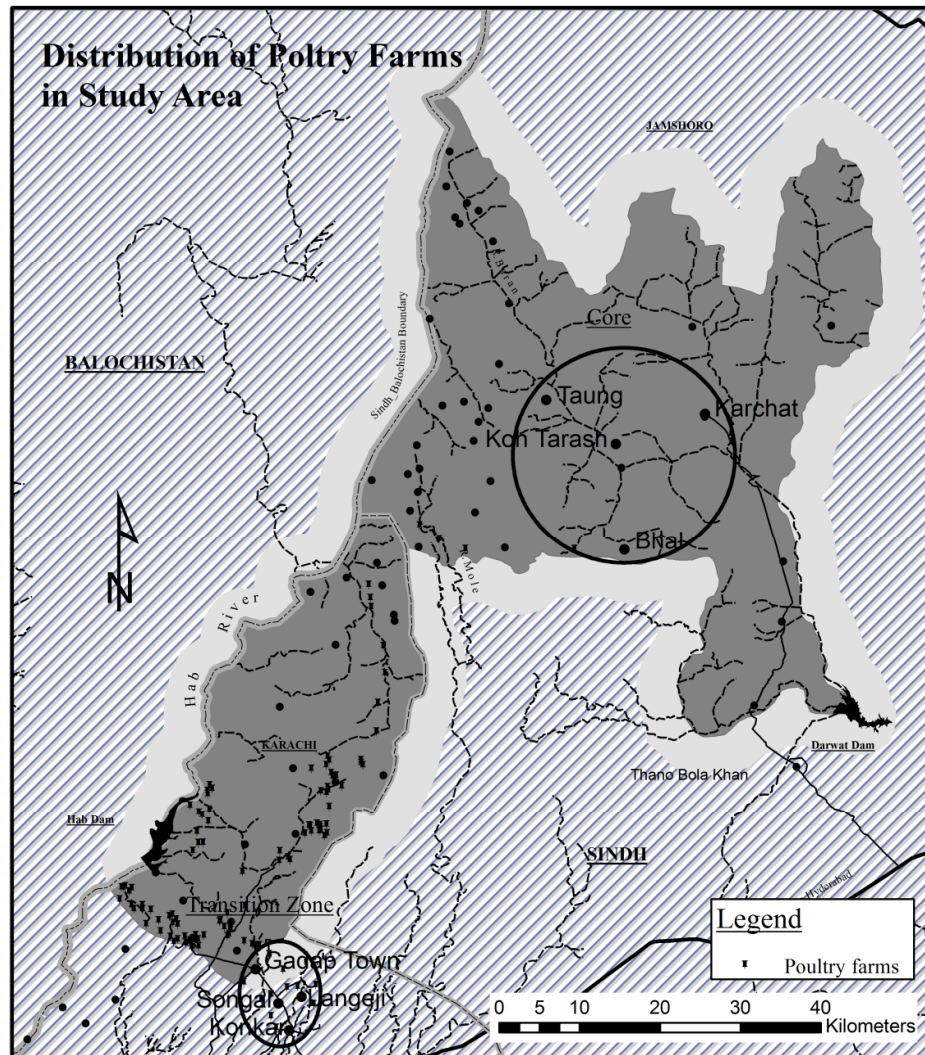 Distribution of Poltry Farms
in Study Area
JAMSHORO
Core
BALOCHISTAN
Sindh_Balochistan Boundary
Taung
Karchat
Koh Tarash
Mole
Hab River
KARACHI
Darwat Dam
Thano Bola Khan
Hab Dam
SINDH
Hyderabad
Transition Zone
Gadap Town
Songal
Langeji
Konkar
N
Legend
Poultry farms
0 5 10 20 30 40
Kilometers